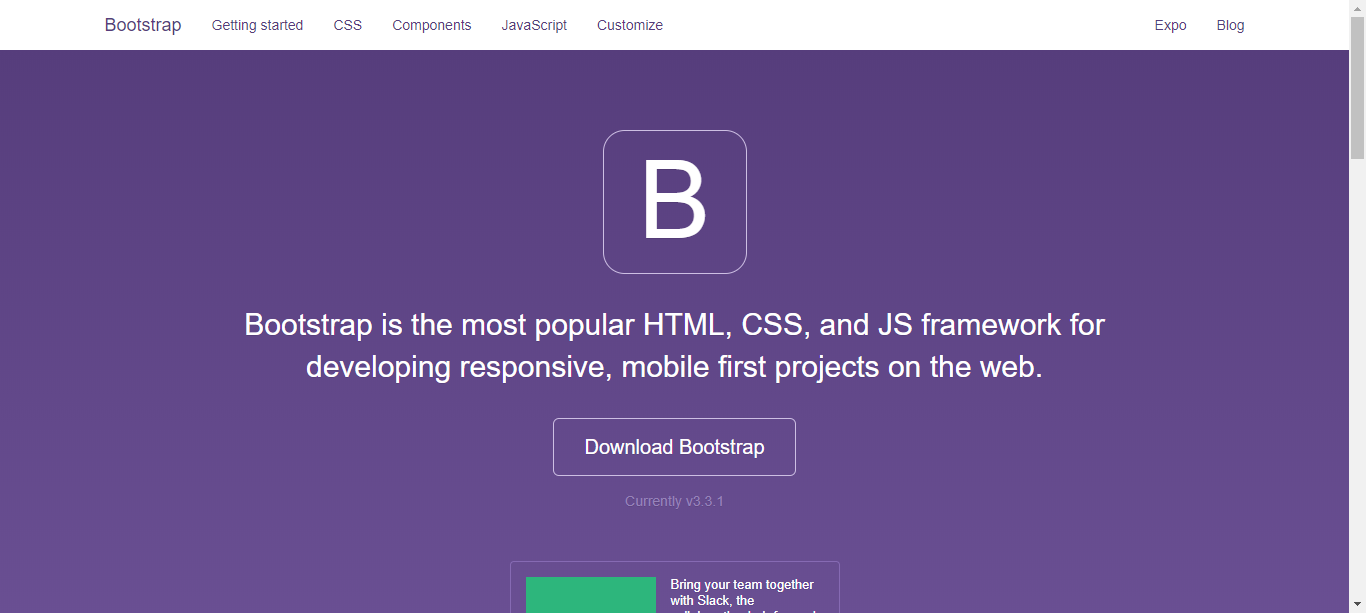 Bootstrap Getting started CSS Components JavaScript Customize Expo Blog
B
Bootstrap is the most popular HTML, CSS, and JS framework for
developing responsive, mobile first projects on the web.
Download Bootstrap
Currently v3.3.1
Bring your team together
with Slack, the